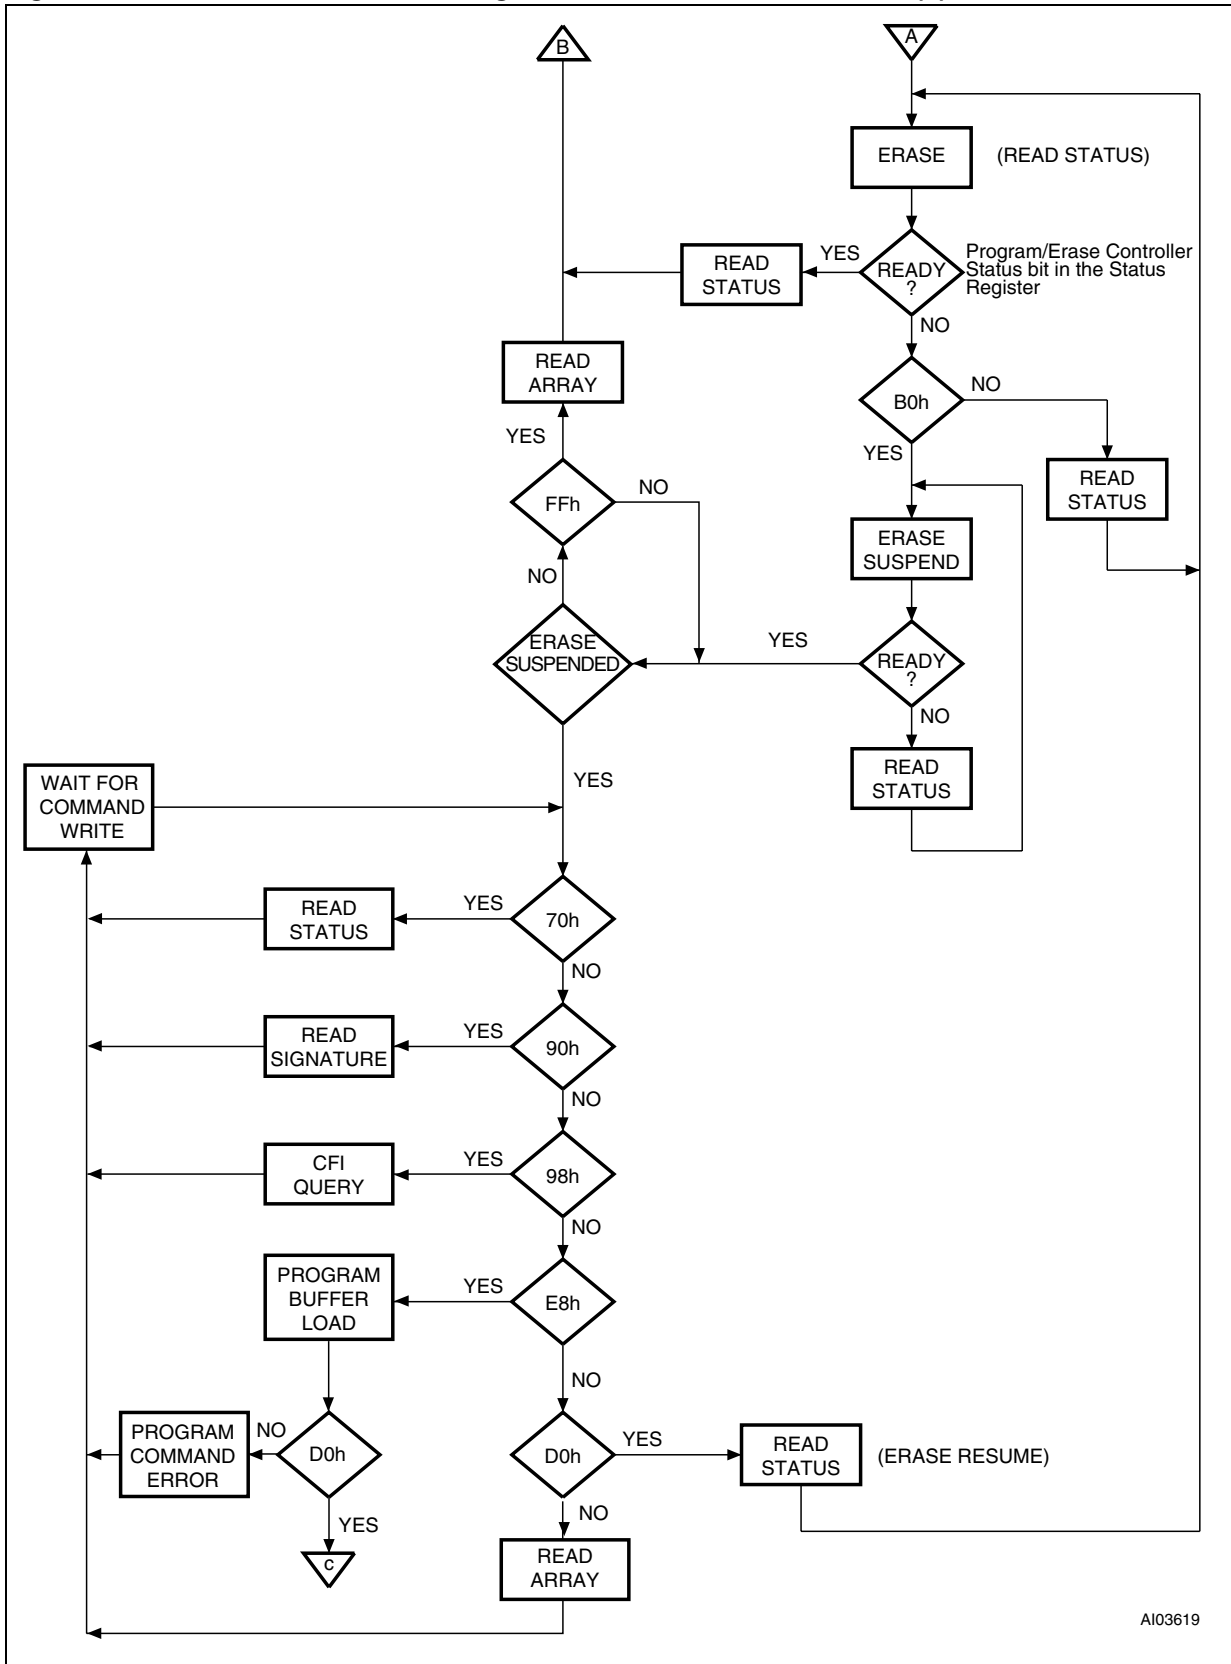 B
A
ERASE
(READ STATUS)
READ
STATUS
YES
READY
?
Program/Erase Controller
Status bit in the Status
Register
NO
READ
ARRAY
B0h
NO
YES
YES
READ
STATUS
FFh
NO
ERASE
SUSPEND
NO
ERASE
SUSPENDED
YES
READY
?
NO
READ
STATUS
WAIT FOR
COMMAND
WRITE
YES
READ
STATUS
YES
70h
NO
READ
SIGNATURE
YES
90h
NO
CFI
QUERY
YES
98h
NO
PROGRAM
BUFFER
LOAD
YES
E8h
NO
PROGRAM
COMMAND
ERROR
NO
D0h
D0h
YES
READ
STATUS
(ERASE RESUME)
YES
NO
c
READ
ARRAY
AI03619